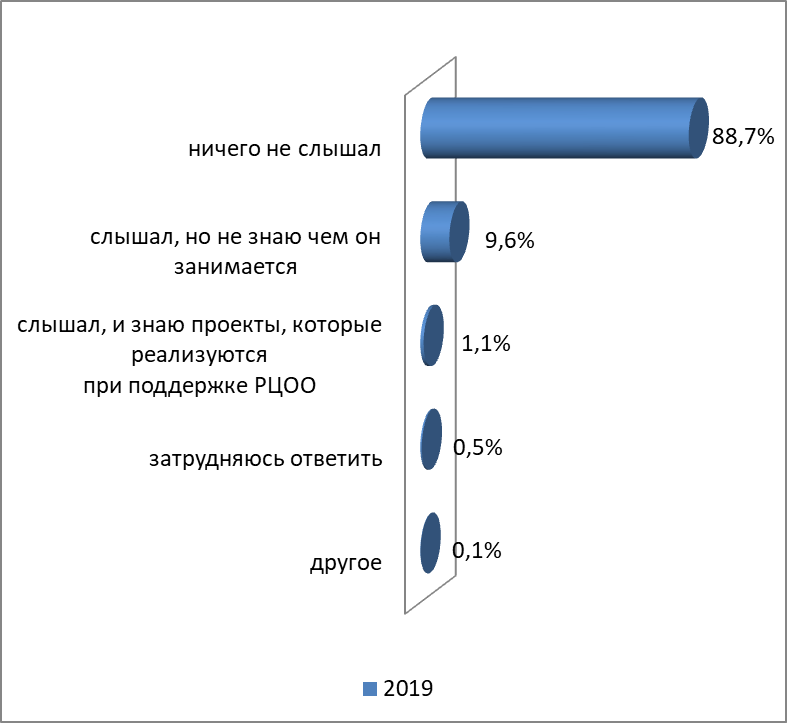 ничего не слышал
88,7%
слышал, но не знаю чем он
занимается
9,6%
слышал, и знаю проекты, которые
реализуются
при поддержке РЦОО
1,1%
затрудняюсь ответить
0,5%
другое
0,1%
2019